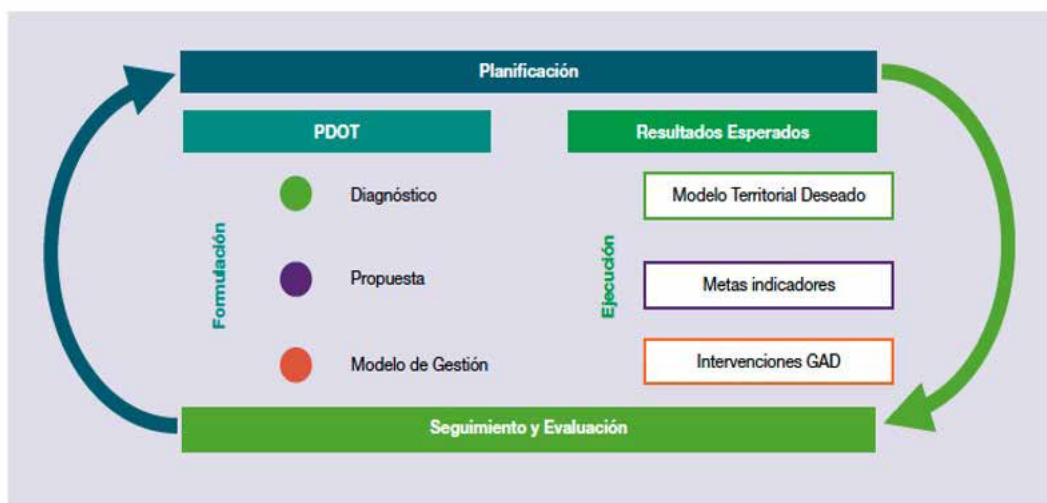 Planificación
PDOT
Resultados Esperados
Formulación
Diagnóstico
Propuesta
Modelo de Gestión
Ejecución
Modelo Territorial Deseado
Metas indicadores
Intervenciones GAD
Seguimiento y Evaluación